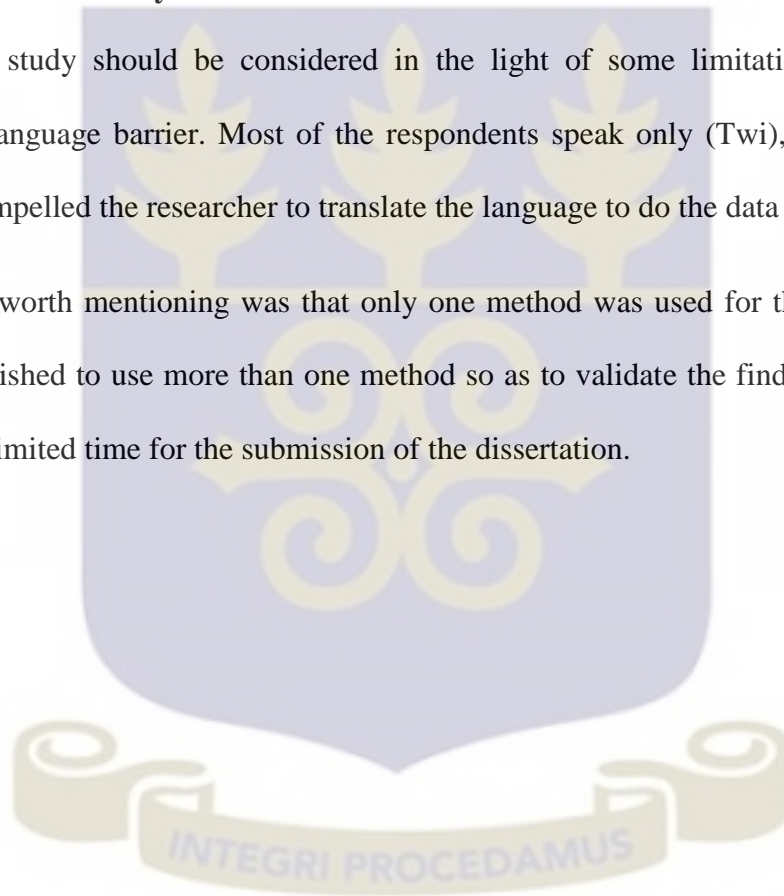 study should be considered in the light of some limitati
anguage barrier. Most of the respondents speak only (Twi),
mpelled the researcher to translate the language to do the data
worth mentioning was that only one method was used for th
ished to use more than one method so as to validate the find
imited time for the submission of the dissertation.
INTEGRI PROCEDAMUS